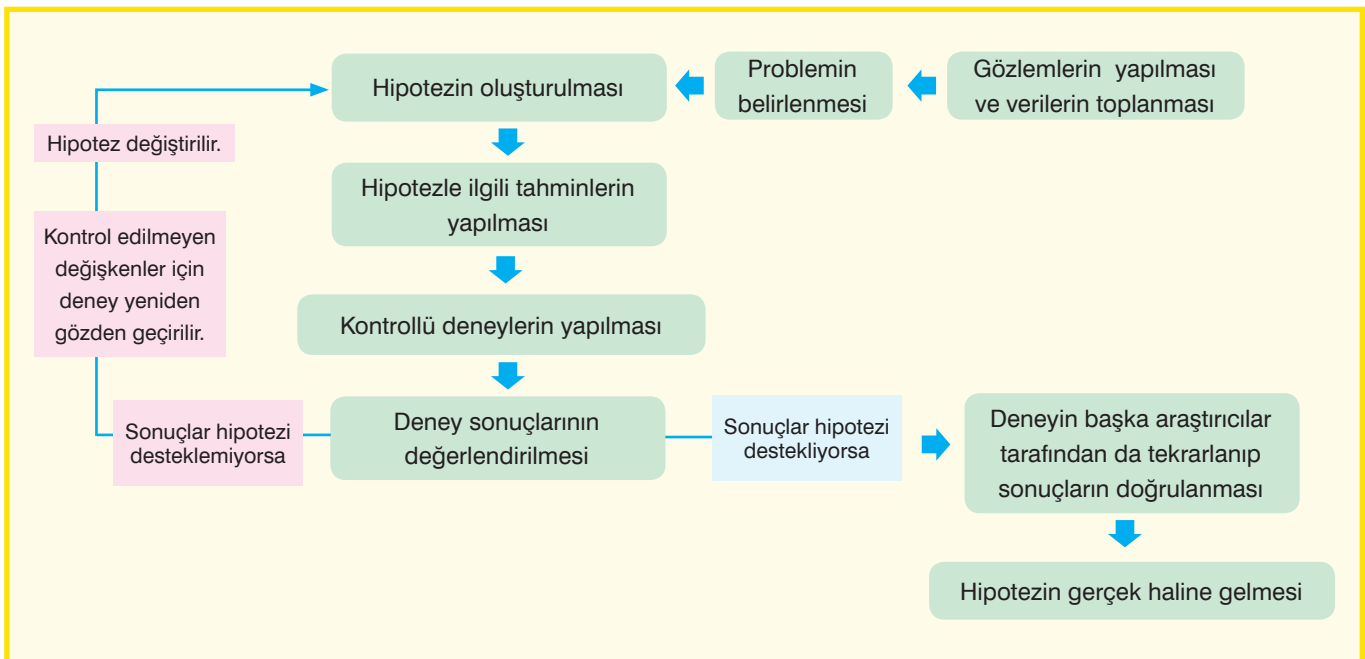 Gözlemlerin yapılması
ve verilerin toplanması
Problemin
belirlenmesi
Hipotezin oluşturulması
Hipotezle ilgili tahminlerin
yapılması
Kontrollü deneylerin yapılması
Deney sonuçlarının
değerlendirilmesi
Sonuçlar hipotezi
desteklemiyorsa
Kontrol edilmeyen
değişkenler için
deney yeniden
gözden geçirilir.
Hipotez değiştirilir.
Sonuçlar hipotezi
destekliyorsa
Deneyin başka araştırıcılar
tarafından da tekrarlanıp
sonuçların doğrulanması
Hipotezin gerçek haline gelmesi